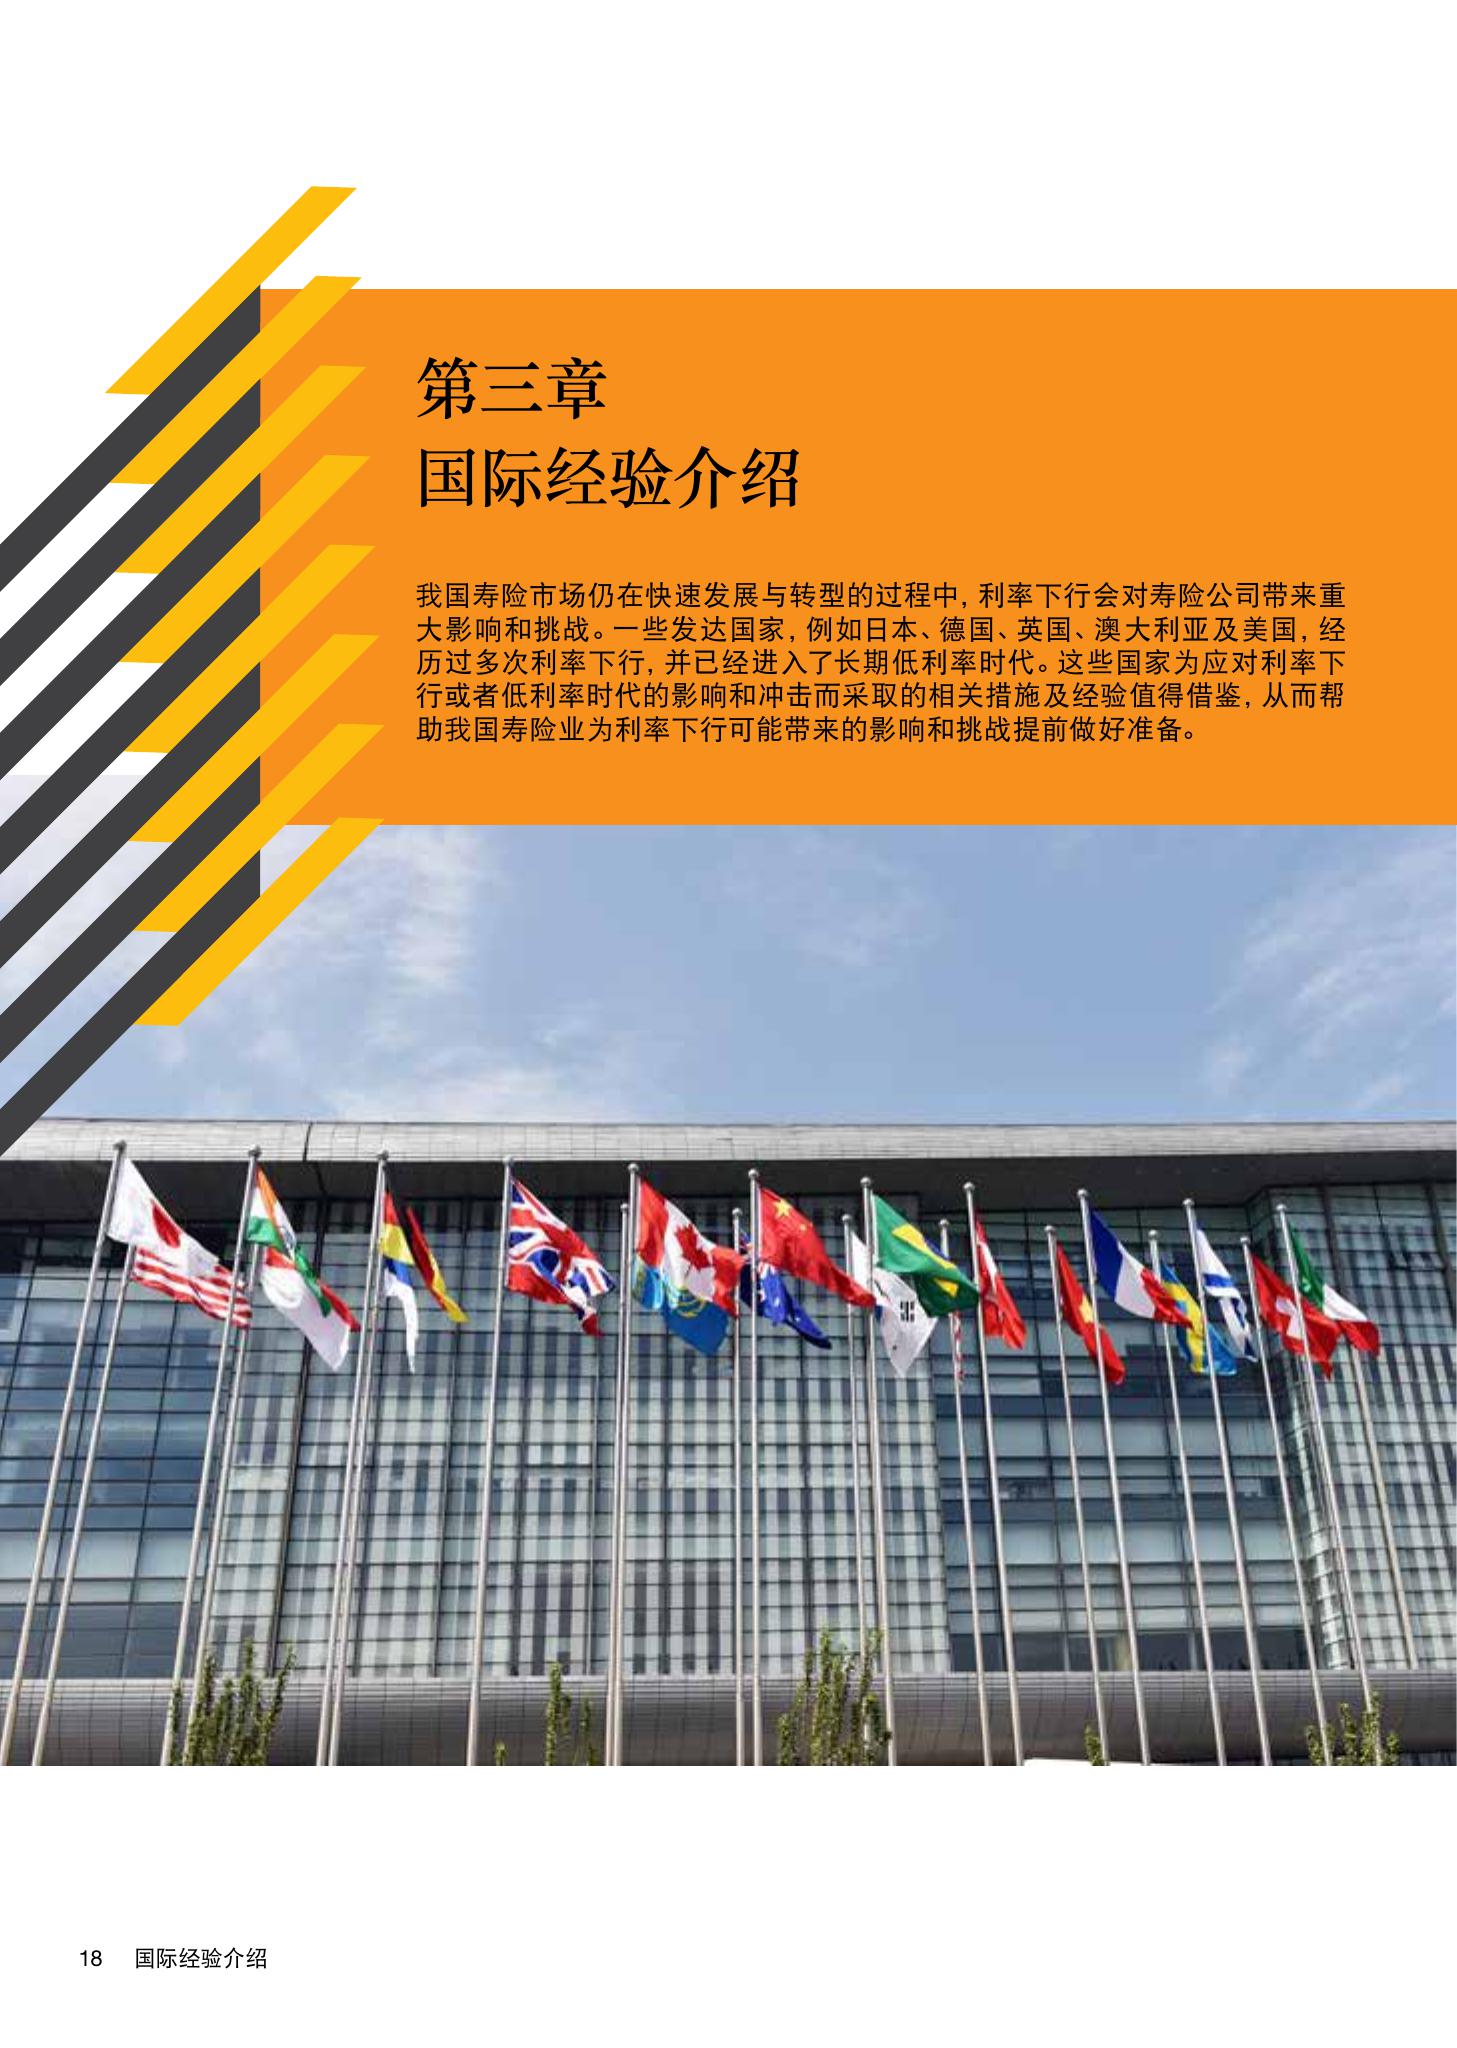 第三章
国际经验介绍
我国寿险市场仍在快速发展与转型的过程中，利率下行会对寿险公司带来重
大影响和挑战。一些发达国家，例如日本、德国、英国、澳大利亚及美国，经
历过多次利率下行，并已经进入了长期低利率时代。这些国家为应对利率下
行或者低利率时代的影响和冲击而采取的相关措施及经验值得借鉴，从而帮
助我国寿险业为利率下行可能带来的影响和挑战提前做好准备。
18 国际经验介绍